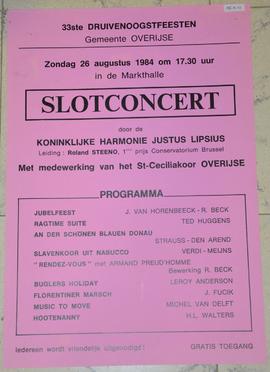 33ste DRUIVENOOGSTFEESTEN
Gemeente OVERIJSE
Zondag 26 augustus 1984 om 17.30 uur
in de Markthalle
SLOTCONCERT
door de
KONINKLIJKE HARMONIE JUSTUS LIPSIUS
Leiding : Roland STEENO, 1ste prijs Conservatorium Brussel
Met medewerking van het St-Ceciliakoor OVERIJSE
PROGRAMMA
JUBELFEEST J. VAN HORENBEECK - R. BECK
RAGTIME SUITE TED HUGGENS
AN DER SCHÖNEN BLAUEN DONAU
STRAUSS - DEN AREND
SLAVENKOOR UIT NABUCCO VERDI - MEIJNS
"RENDEZ-VOUS" met ARMAND PREUD'HOMME
Bewerking R. BECK
BUGLERS HOLIDAY LEROY ANDERSON
FLORENTINER MARSCH J. FUCIK
MUSIC TO MOVE MICHEL VAN DELFT
HOOTENANNY H.L. WALTERS
Iedereen wordt vriendelijk uitgenodigd! GRATIS TOEGANG